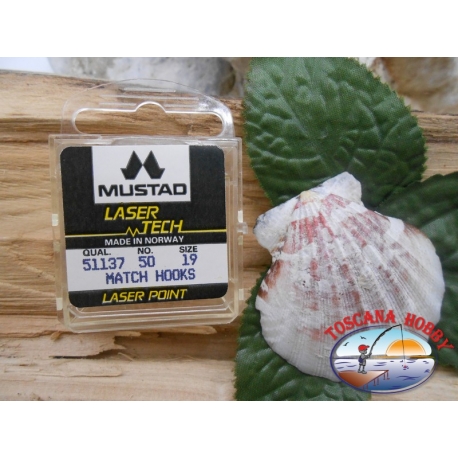 MUSTAD
LASER
TECH
MADE IN NORWAY
QUAL. NO. SIZE
51137 50 19
MATCH HOOKS
LASER POINT
TOSCANA HOBBY